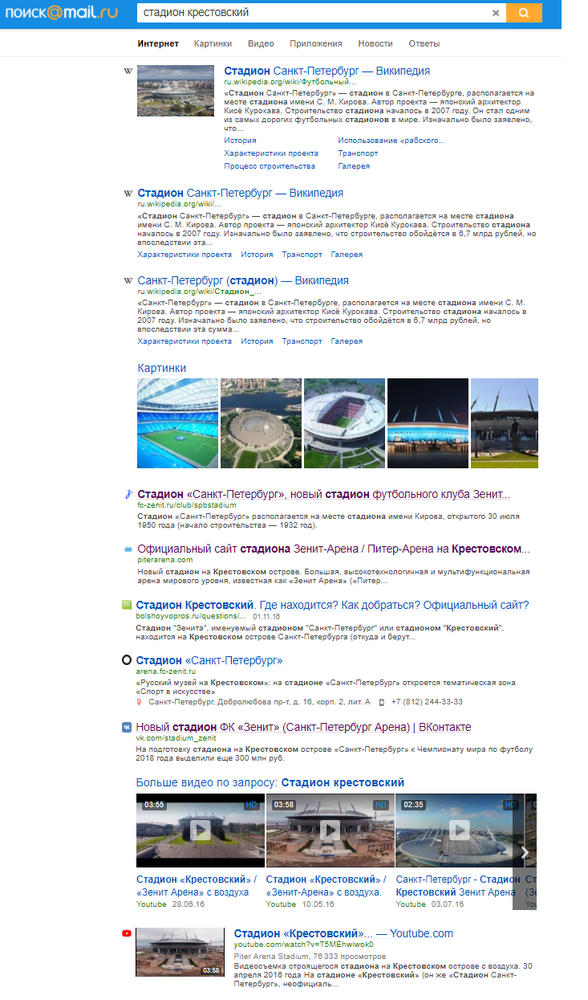 поиск@mail.ru
стадион крестовский
Интернет Картинки Видео Приложения Новости Ответы
Стадион Санкт-Петербург — Википедия
ru.wikipedia.org/wiki/Футбольный...
«Стадион Санкт-Петербург» — стадион в Санкт-Петербурге, располагается на
месте стадиона имени С. М. Кирова. Автор проекта — японский архитектор
Кисё Курокава. Строительство стадиона началось в 2007 году. Он стал одним
из самых дорогих футбольных стадионов в мире. Изначально было заявлено,
что...
История Использование «рабского...
Характеристики проекта Транспорт
Процесс строительства Галерея
Стадион Санкт-Петербург — Википедия
ru.wikipedia.org/wiki/...
«Стадион Санкт-Петербург» — стадион в Санкт-Петербурге, располагается на месте стадиона
имени С. М. Кирова. Автор проекта — японский архитектор Кисё Курокава. Строительство стадиона
началось в 2007 году. Изначально было заявлено, что строительство обойдётся в 6,7 млрд рублей, но
впоследствии эта...
Характеристики проекта История Транспорт Галерея
Санкт-Петербург (стадион) — Википедия
ru.wikipedia.org/wiki/Стадион_...
«Санкт-Петербург» — стадион в Санкт-Петербурге, располагается на месте стадиона имени С. М.
Кирова. Автор проекта — японский архитектор Кисё Курокава. Строительство стадиона началось в
2007 году. Изначально было заявлено, что строительство обойдётся в 6,7 млрд рублей, но
впоследствии эта сумма...
Характеристики проекта История Транспорт Галерея
Картинки
Стадион «Санкт-Петербург», новый стадион футбольного клуба Зенит...
fc-zenit.ru/club/spbstadium
Стадион «Санкт-Петербург» располагается на месте стадиона имени Кирова, открытого 30 июля
1950 года (начало строительства — 1932 год).
Официальный сайт стадиона Зенит-Арена / Питер-Арена на Крестовском...
piterarena.com
Новый стадион на Крестовском острове. Большая, высокотехнологичная и мультифункциональная
арена мирового уровня, известная как «Зенит Арена» («Питер...
Стадион Крестовский. Где находится? Как добраться? Официальный сайт?
bolshoyvopros.ru/questions/... 01.11.16
Стадион "Зенита", именуемый стадионом "Санкт-Петербург" или стадионом "Крестовский",
находится на Крестовском острове Санкт-Петербурга (откуда и берут...
Стадион «Санкт-Петербург»
arena.fc-zenit.ru
«Русский музей на Крестовском»: на стадионе «Санкт-Петербург» откроется тематическая зона
«Спорт в искусстве»
Санкт-Петербург, Добролюбова пр-т, д. 16, корп. 2, лит. А +7 (812) 244-33-33
Новый стадион ФК «Зенит» (Санкт-Петербург Арена) | ВКонтакте
vk.com/stadium_zenit
На подготовку стадиона на Крестовском острове «Санкт-Петербург» к Чемпионату мира по футболу
2018 года выделили еще 300 млн руб.
Больше видео по запросу: Стадион крестовский
03:55 HD 03:58 HD 02:35 HD
Стадион «Крестовский» / Стадион «Крестовский» / Санкт-Петербург - Стадион Ст
«Зенит Арена» с воздуха «Зенит-Арена» с воздуха. Крестовский Зенит Арена (Зе
Youtube 28.06.16 Youtube 10.05.16 Youtube 03.07.16 You
Стадион «Крестовский»... — Youtube.com
youtube.com/watch?v=T5MEhwiwok0
Piter Arena Stadium, 76 333 просмотров
03:58
Видеосъемка строящегося стадиона на Крестовском острове с воздуха. 30
апреля 2016 года На стадионе «Крестовский» (он же «Стадион Санкт-
Петербург», неофициаль...